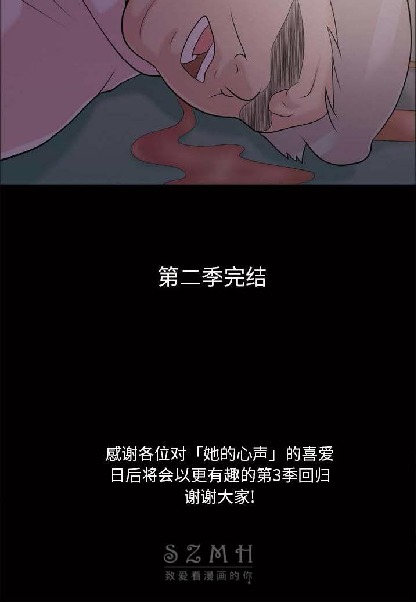 第二季完结
感谢各位对「她的心声」的喜爱
日后将会以更有趣的第3季回归
谢谢大家!
SZMH
致爱看漫画的你